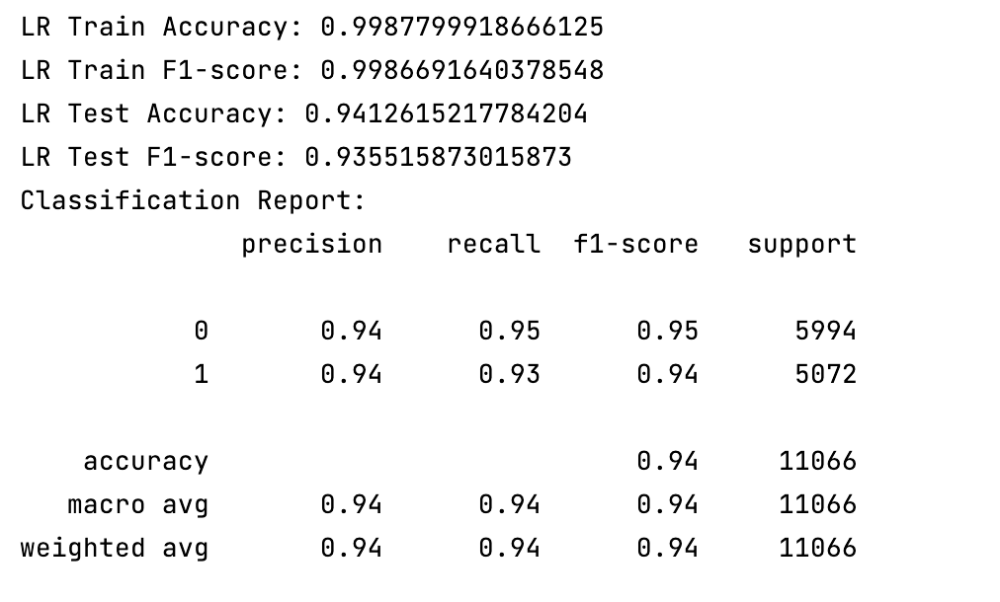 LR Train Accuracy: 0.9987799918666125
LR Train F1-score: 0.9986691640378548
LR Test Accuracy: 0.9412615217784204
LR Test F1-score: 0.935515873015873
Classification Report:
precision recall f1-score support
0 0.94 0.95 0.95 5994
1 0.94 0.93 0.94 5072
accuracy 0.94 11066
macro avg 0.94 0.94 0.94 11066
weighted avg 0.94 0.94 0.94 11066